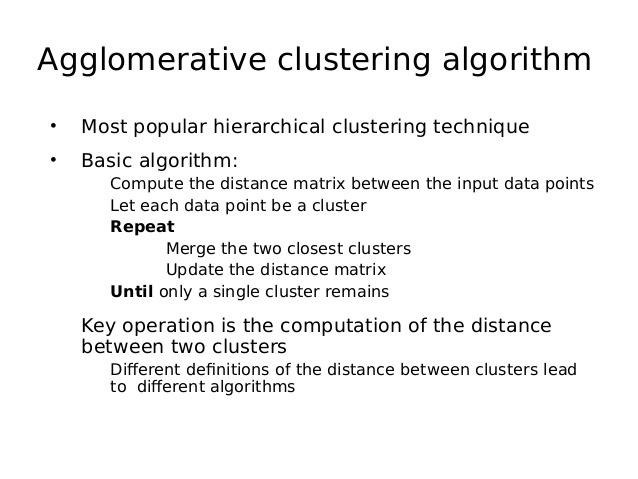 Agglomerative clustering algorithm
• Most popular hierarchical clustering technique
• Basic algorithm:
Compute the distance matrix between the input data points
Let each data point be a cluster
Repeat
Merge the two closest clusters
Update the distance matrix
Until only a single cluster remains
Key operation is the computation of the distance
between two clusters
Different definitions of the distance between clusters lead
to  different algorithms